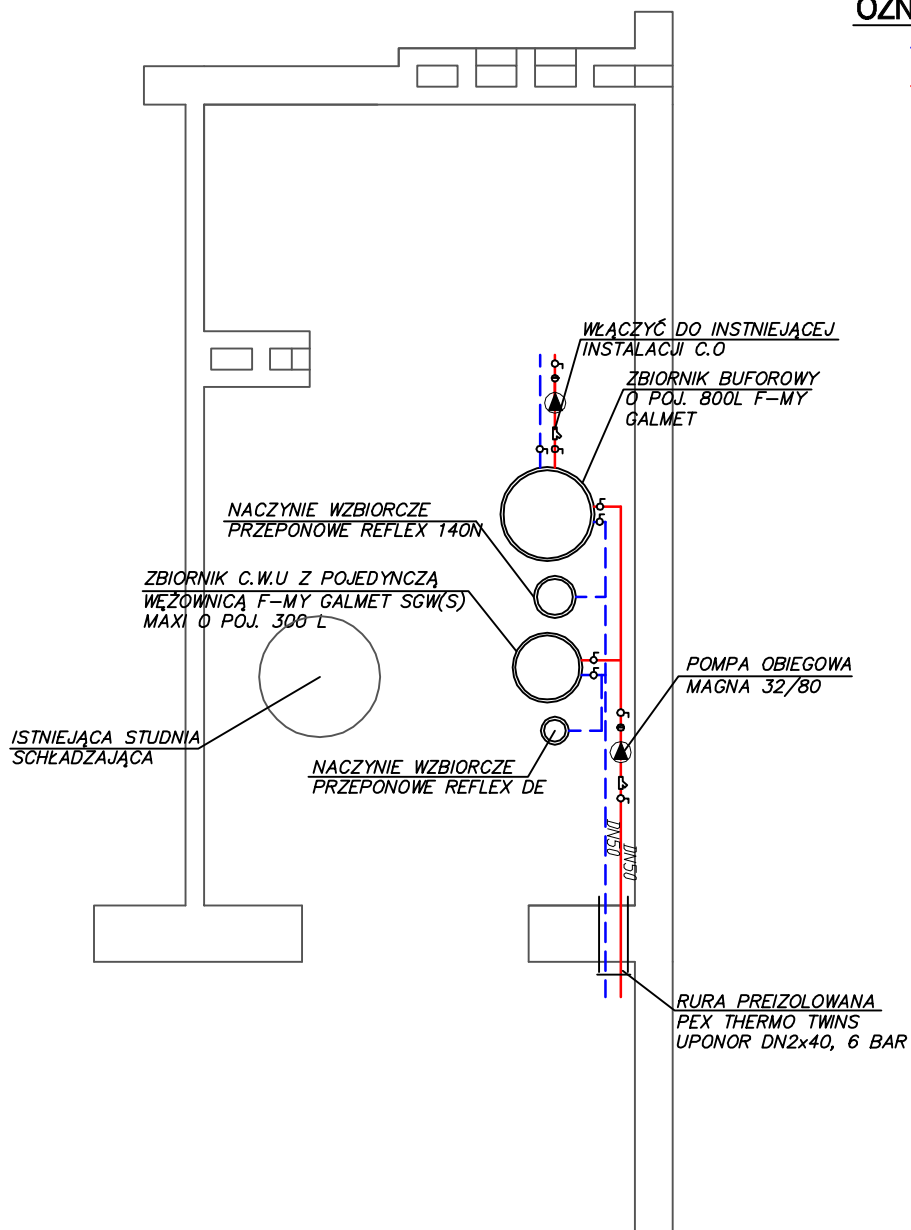 OZN
WŁĄCZYĆ DO INSTNIEJĄCEJ
INSTALACJI C.O
ZBIORNIK BUFOROWY
O POJ. 800L F-MY
GALMET
NACZYNIE WZBIORCZE
PRZEPONOWE REFLEX 140N
ZBIORNIK C.W.U Z POJEDYNCZĄ
WĘŻOWNICĄ F-MY GALMET SGW(S)
MAXI O POJ. 300 L
POMPA OBIEGOWA
MAGNA 32/80
ISTNIEJĄCA STUDNIA
SCHŁADZAJĄCA
NACZYNIE WZBIORCZE
PRZEPONOWE REFLEX DE
DN50
DN50
RURA PREIZOLOWANA
PEX THERMO TWINS
UPONOR DN2x40, 6 BAR